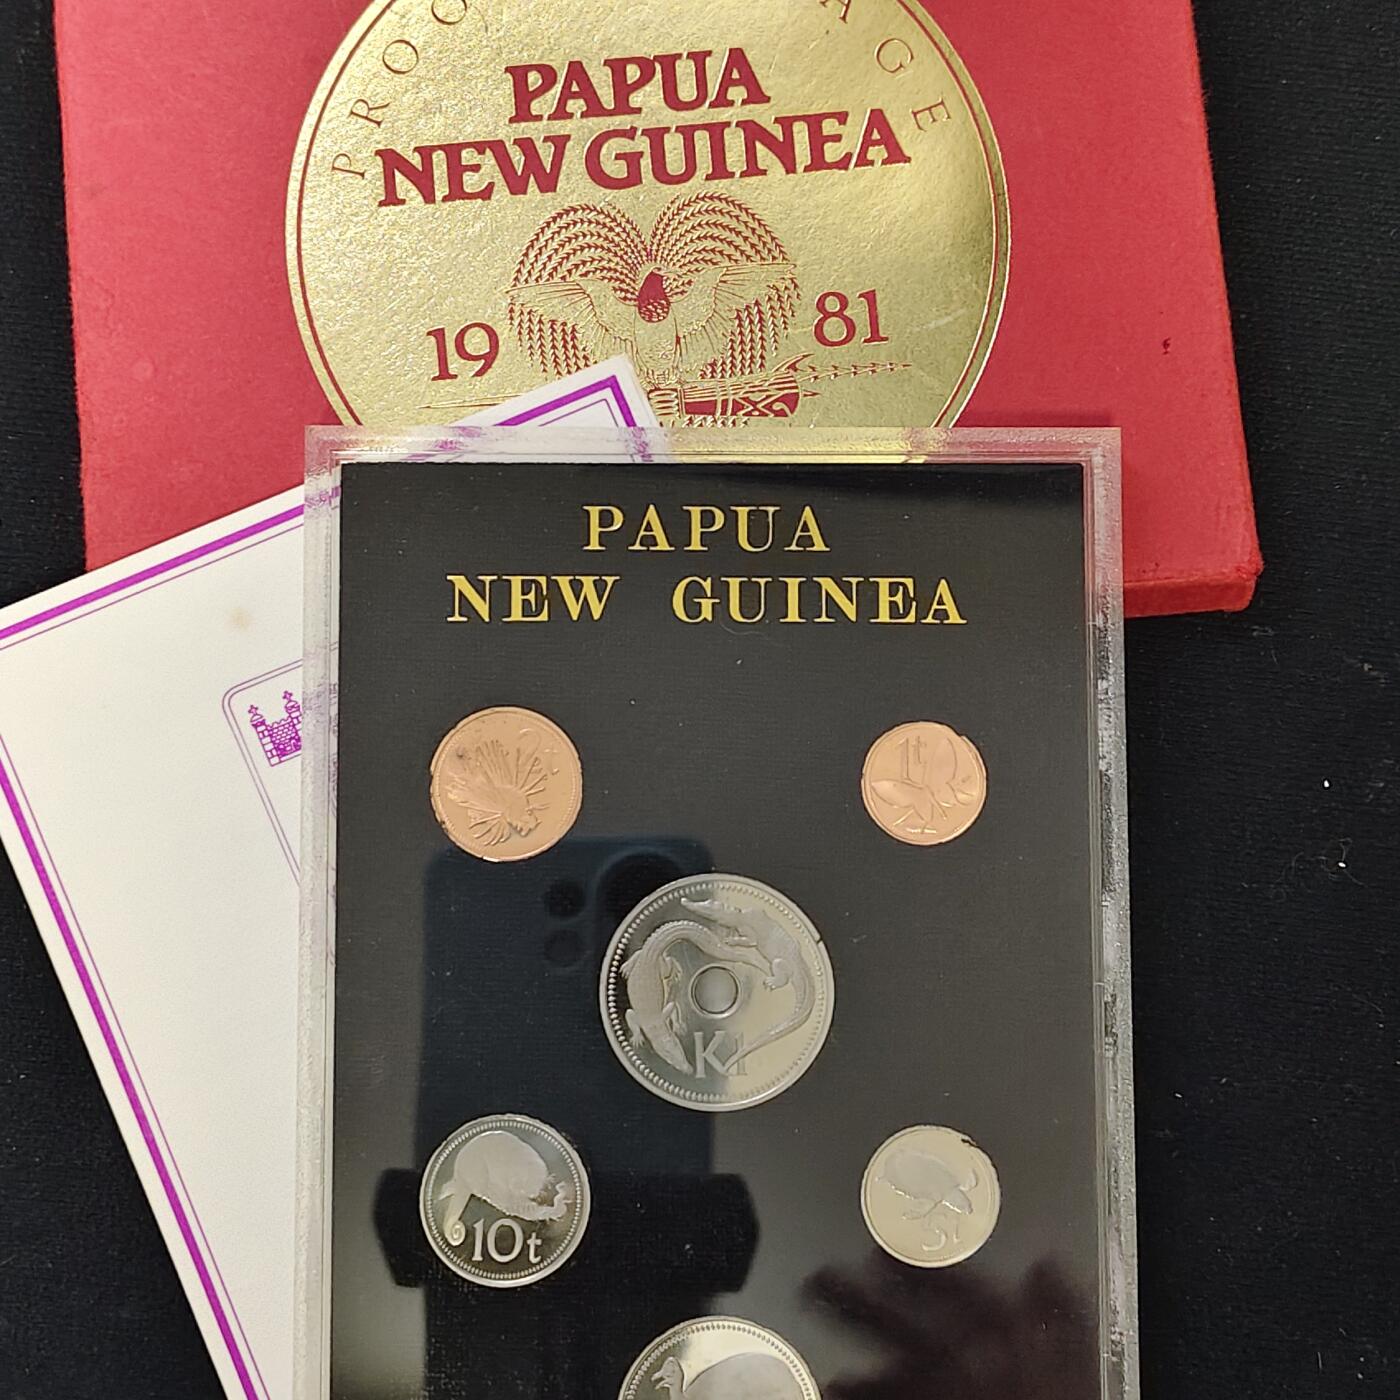 PAPUA
NEW GUINEA
19 81
PAPUA
NEW GUINEA
2t
1t
K1
10t
5t